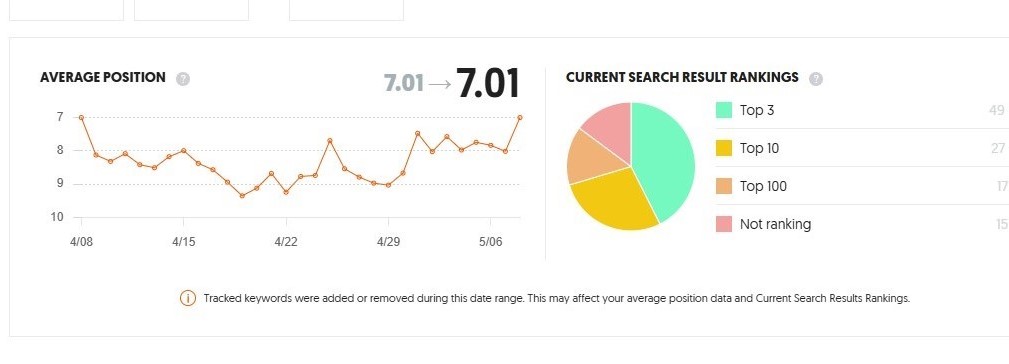 AVERAGE POSITION ?
7.01 → 7.01
7
8
9
10
4/08 4/15 4/22 4/29 5/06
CURRENT SEARCH RESULT RANKINGS ?
Top 3 49
Top 10 27
Top 100 17
Not ranking 15
i Tracked keywords were added or removed during this date range. This may affect your average position data and Current Search Results Rankings.